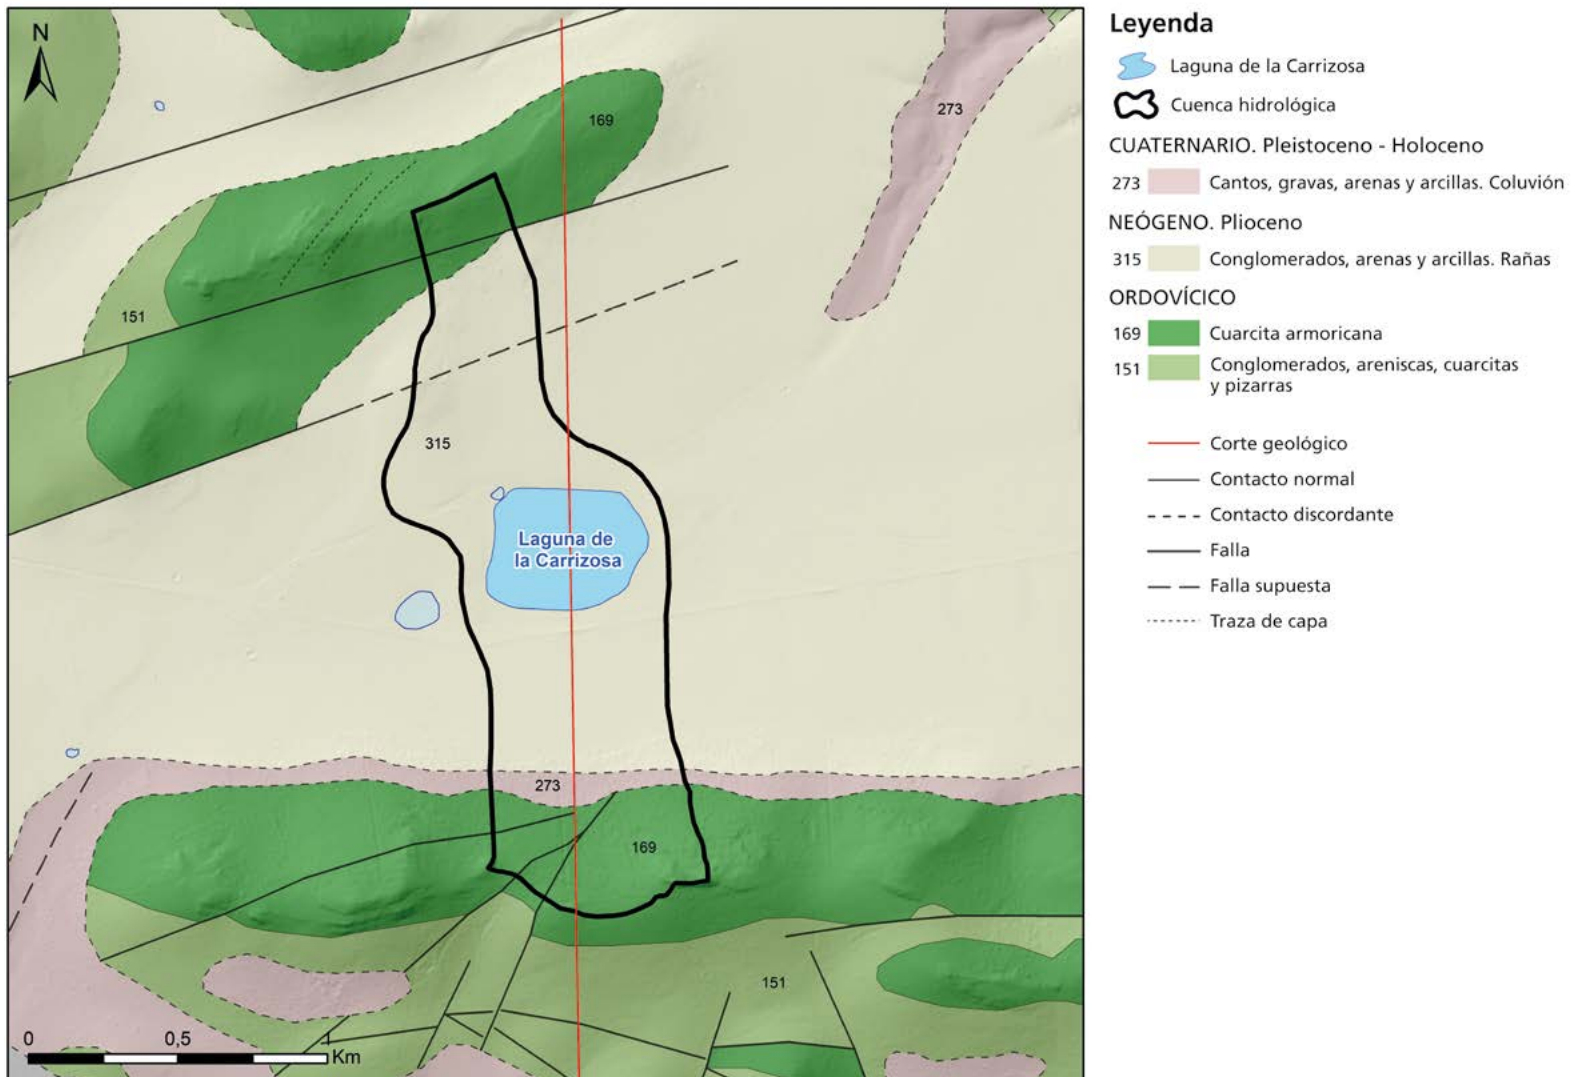 N
169
273
151
315
Laguna de
la Carrizosa
273
169
151
0
0,5
1
Km
Leyenda
Laguna de la Carrizosa
Cuenca hidrológica
CUATERNARIO. Pleistoceno - Holoceno
273 Cantos, gravas, arenas y arcillas. Coluvión
NEÓGENO. Plioceno
315 Conglomerados, arenas y arcillas. Rañas
ORDOVÍCICO
169 Cuarcita armoricana
151 Conglomerados, areniscas, cuarcitas
y pizarras
Corte geológico
Contacto normal
Contacto discordante
Falla
Falla supuesta
Traza de capa